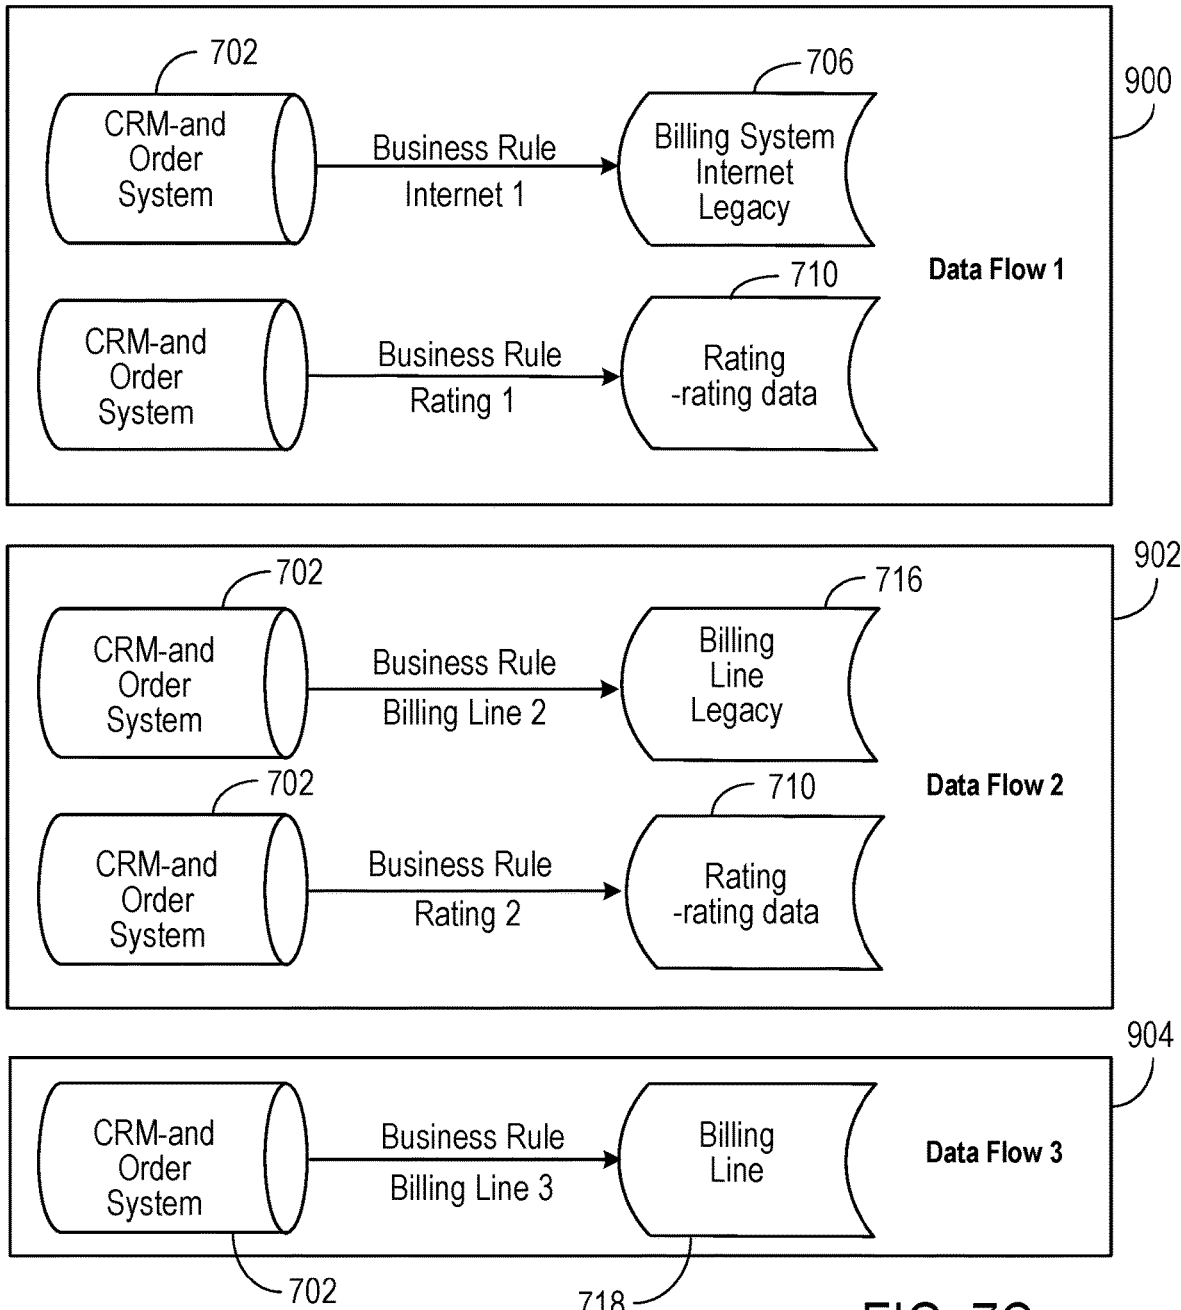 702
706
900
CRM-and
Order
System
Business Rule
Internet 1
Billing System
Internet
Legacy
Data Flow 1
710
CRM-and
Order
System
Business Rule
Rating 1
Rating
-rating data
902
702
716
CRM-and
Order
System
Business Rule
Billing Line 2
Billing
Line
Legacy
Data Flow 2
702
710
CRM-and
Order
System
Business Rule
Rating 2
Rating
-rating data
904
CRM-and
Order
System
Business Rule
Billing Line 3
Billing
Line
Data Flow 3
702
718